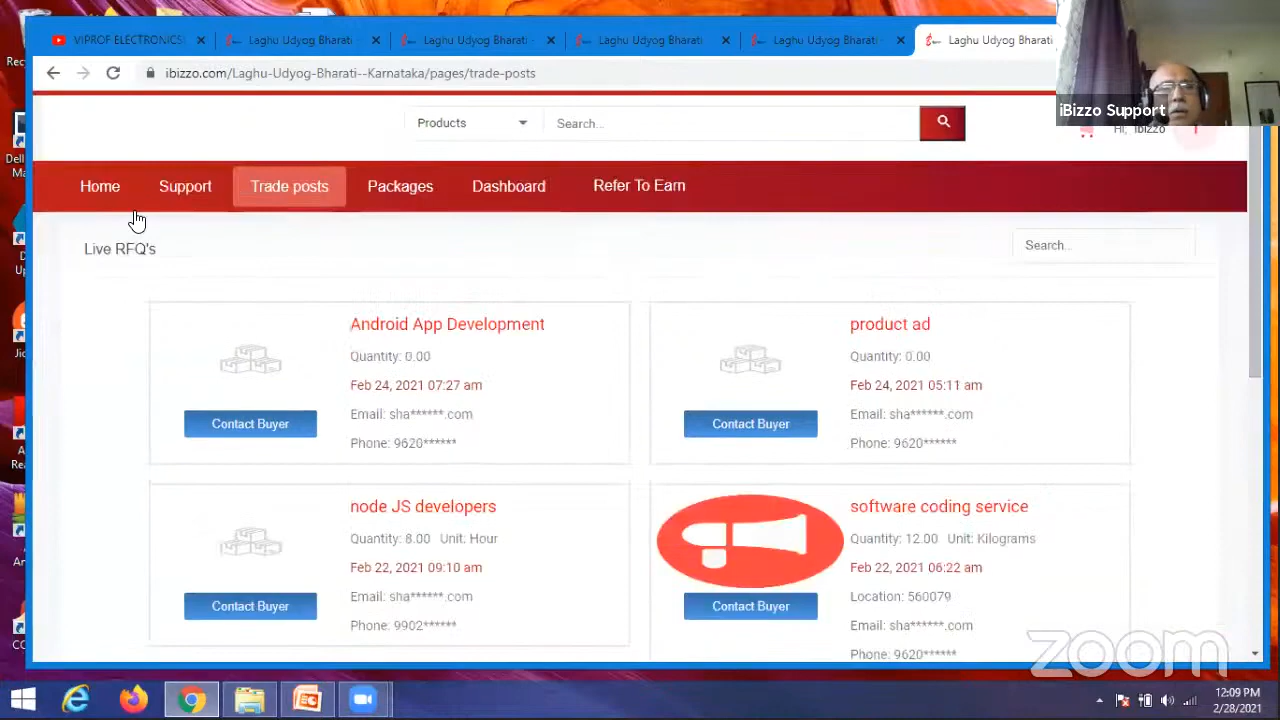 VIPROF ELECTRONICS
Laghu Udyog Bharati
Laghu Udyog Bharati -
Laghu Udyog Bharati
Laghu Udyog Bharati -
Laghu Udyog Bharati
ibizzo.com/Laghu-Udyog-Bharati--Karnataka/pages/trade-posts
iBizzo Support
Products
Search...
Hi, ibizzo
Home
Support
Trade posts
Packages
Dashboard
Refer To Earn
Live RFQ's
Search..
Android App Development
Quantity: 0.00
Feb 24, 2021 07:27 am
Email: sha******.com
Phone: 9620******
Contact Buyer
product ad
Quantity: 0.00
Feb 24, 2021 05:11 am
Email: sha******.com
Phone: 9620******
Contact Buyer
node JS developers
Quantity: 8.00 Unit: Hour
Feb 22, 2021 09:10 am
Email: sha******.com
Phone: 9902******
Contact Buyer
software coding service
Quantity: 12.00 Unit: Kilograms
Feb 22, 2021 06:22 am
Location: 560079
Email: sha******.com
Phone: 9620******
Contact Buyer
zoom
12:09 PM
2/28/2021